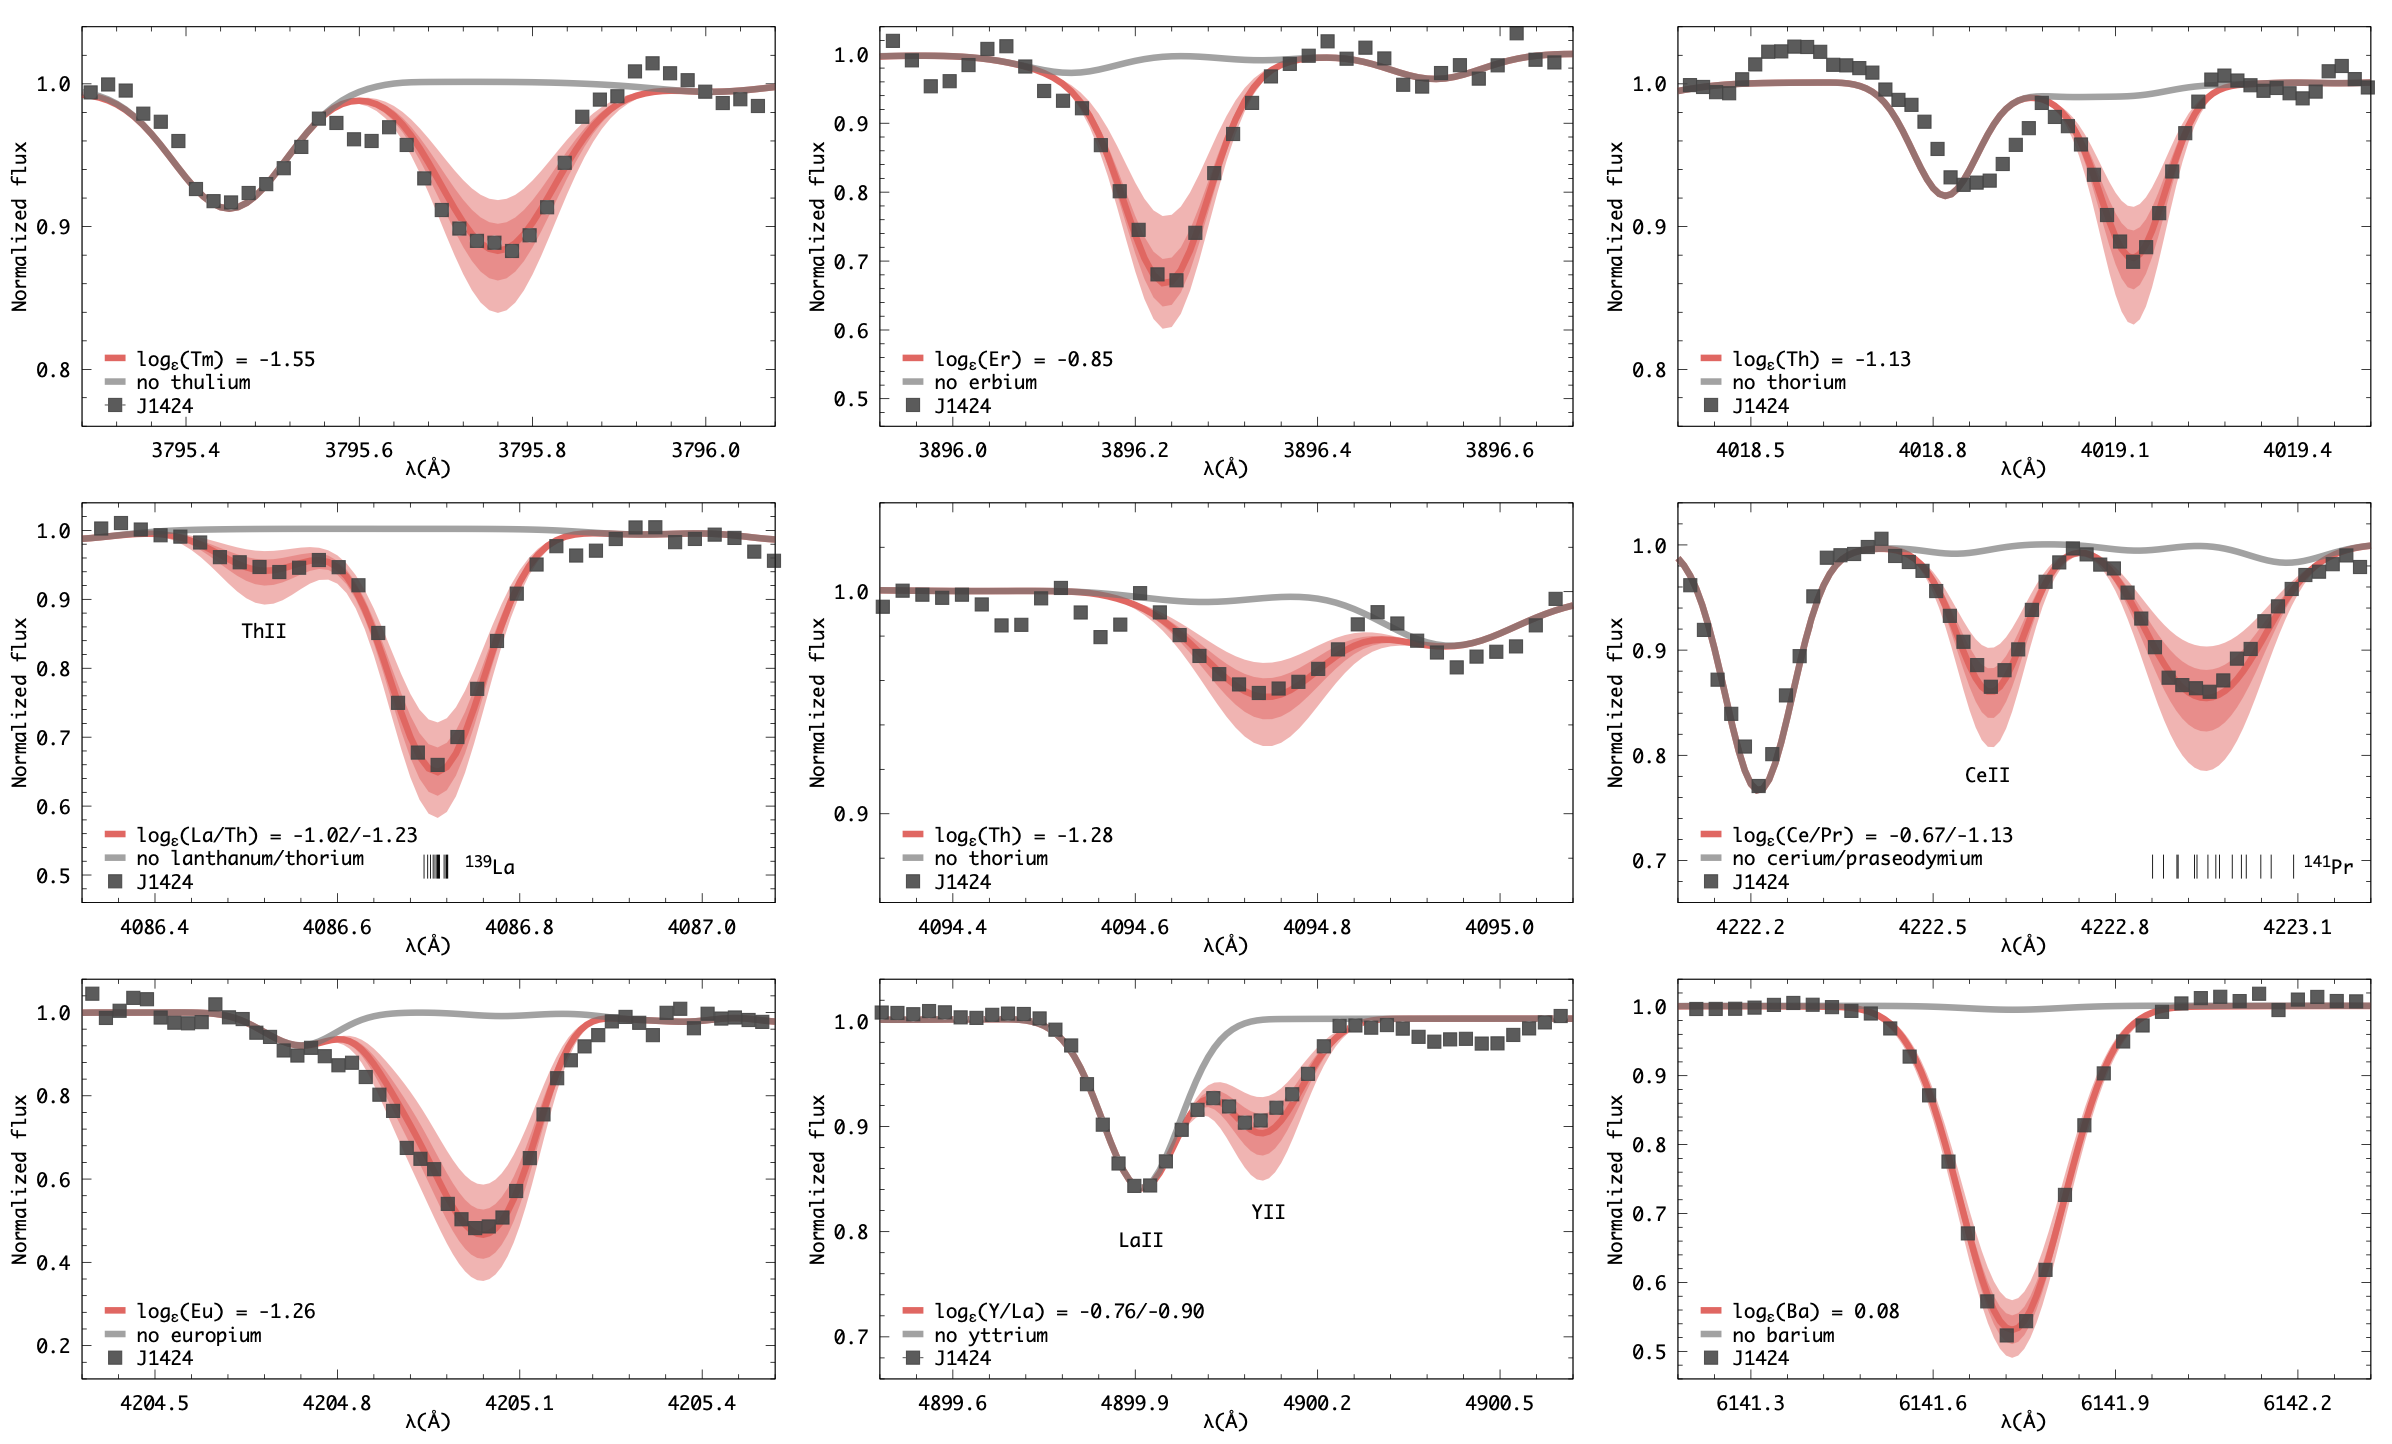 Normalized flux
1.0
0.9
0.8
logε(Tm) = -1.55
no thulium
J1424
3795.4 3795.6 3795.8 3796.0
λ(Å)
Normalized flux
1.0
0.9
0.8
0.7
0.6
0.5
logε(Er) = -0.85
no erbium
J1424
3896.0 3896.2 3896.4 3896.6
λ(Å)
Normalized flux
1.0
0.9
0.8
logε(Th) = -1.13
no thorium
J1424
4018.5 4018.8 4019.1 4019.4
λ(Å)
Normalized flux
1.0
0.9
0.8
0.7
0.6
0.5
ThII
logε(La/Th) = -1.02/-1.23
no lanthanum/thorium
J1424
¹³⁹La
4086.4 4086.6 4086.8 4087.0
λ(Å)
Normalized flux
1.0
0.9
logε(Th) = -1.28
no thorium
J1424
4094.4 4094.6 4094.8 4095.0
λ(Å)
Normalized flux
1.0
0.9
0.8
0.7
CeII
logε(Ce/Pr) = -0.67/-1.13
no cerium/praseodymium
J1424
¹⁴¹Pr
4222.2 4222.5 4222.8 4223.1
λ(Å)
Normalized flux
1.0
0.8
0.6
0.4
0.2
logε(Eu) = -1.26
no europium
J1424
4204.5 4204.8 4205.1 4205.4
λ(Å)
Normalized flux
1.0
0.9
0.8
0.7
YII
LaII
logε(Y/La) = -0.76/-0.90
no yttrium
J1424
4899.6 4899.9 4900.2 4900.5
λ(Å)
Normalized flux
1.0
0.9
0.8
0.7
0.6
0.5
logε(Ba) = 0.08
no barium
J1424
6141.3 6141.6 6141.9 6142.2
λ(Å)